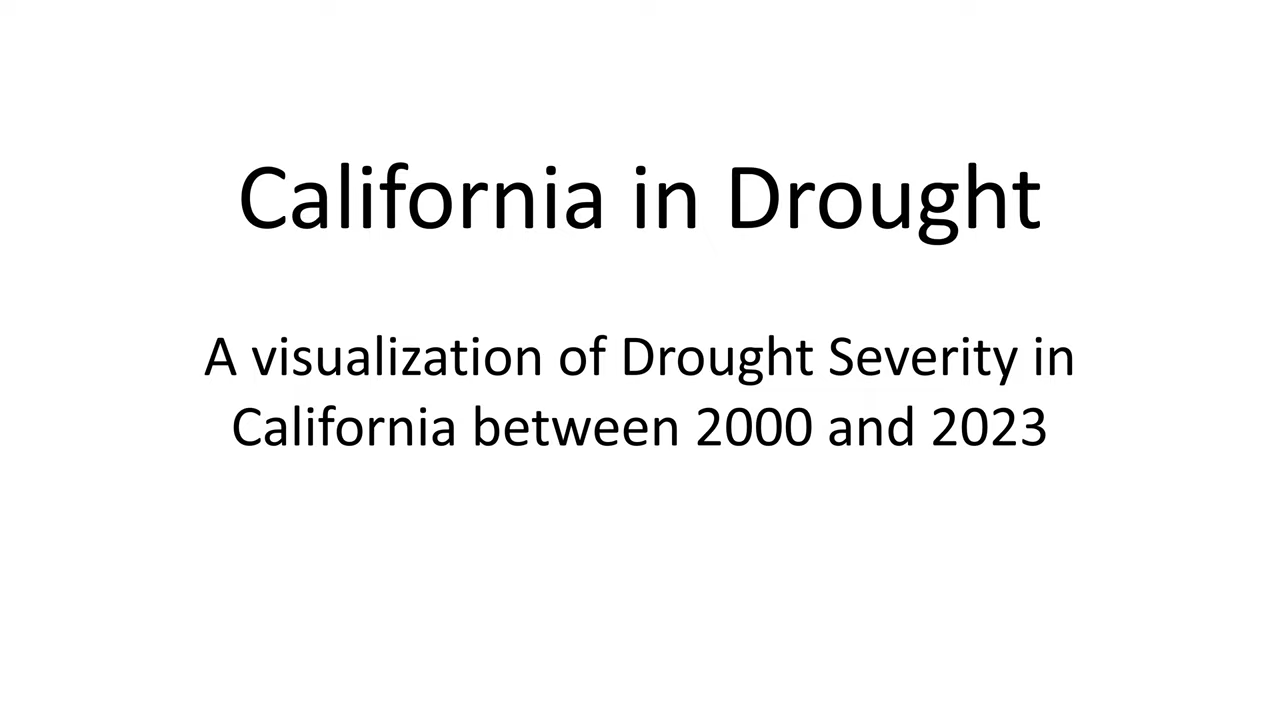 California in Drought
A visualization of Drought Severity in
California between 2000 and 2023